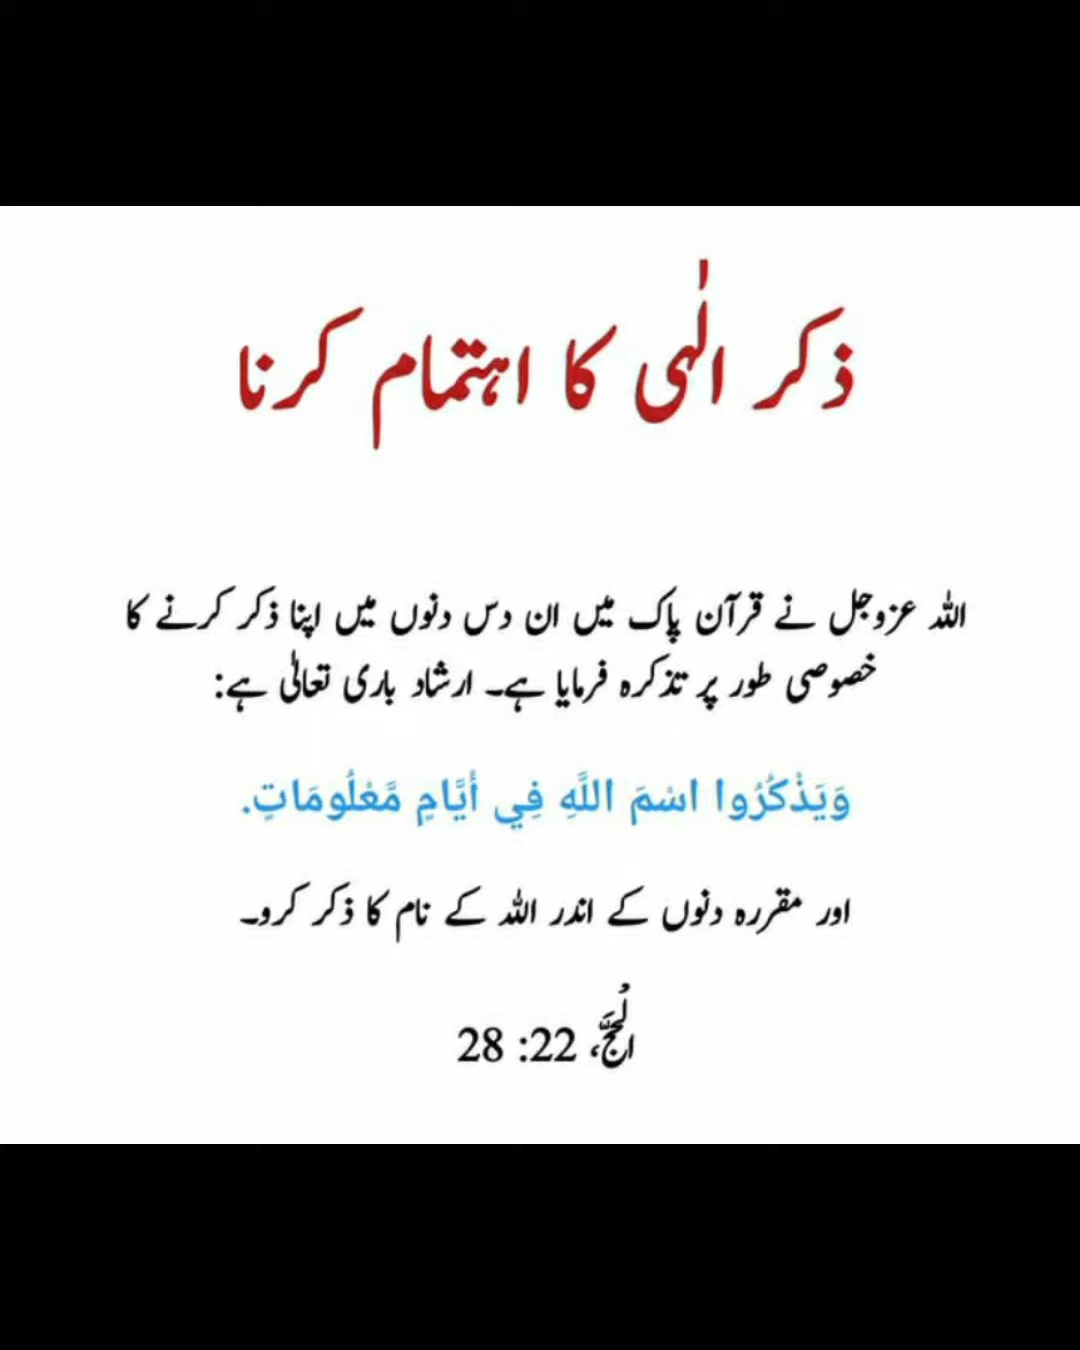 ذکر الٰہی کا اہتمام کرنا
اللہ عزوجل نے قرآن پاک میں ان دس دنوں میں اپنا ذکر کرنے کا
خصوصی طور پر تذکرہ فرمایا ہے۔ ارشاد باری تعالیٰ ہے:
وَيَذْكُرُوا اسْمَ اللَّهِ فِي أَيَّامٍ مَّعْلُومَاتٍ.
اور مقررہ دنوں کے اندر اللہ کے نام کا ذکر کرو۔
الْحَجّ، 22: 28